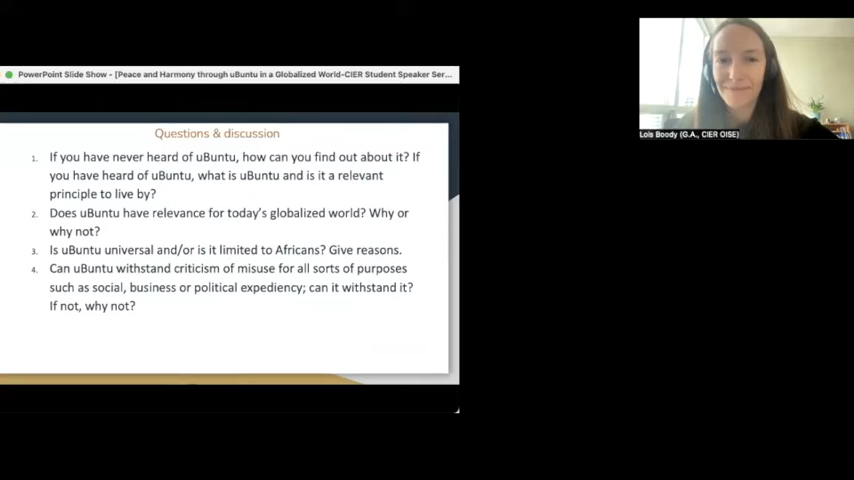 PowerPoint Slide Show - [Peace and Harmony through uBuntu in a Globalized World-CIER Student Speaker Ser...
Questions & discussion
1. If you have never heard of uBuntu, how can you find out about it? If
you have heard of uBuntu, what is uBuntu and is it a relevant
principle to live by?
2. Does uBuntu have relevance for today's globalized world? Why or
why not?
3. Is uBuntu universal and/or is it limited to Africans? Give reasons.
4. Can uBuntu withstand criticism of misuse for all sorts of purposes
such as social, business or political expediency; can it withstand it?
If not, why not?
Lois Boody (G.A., CIER OISE)